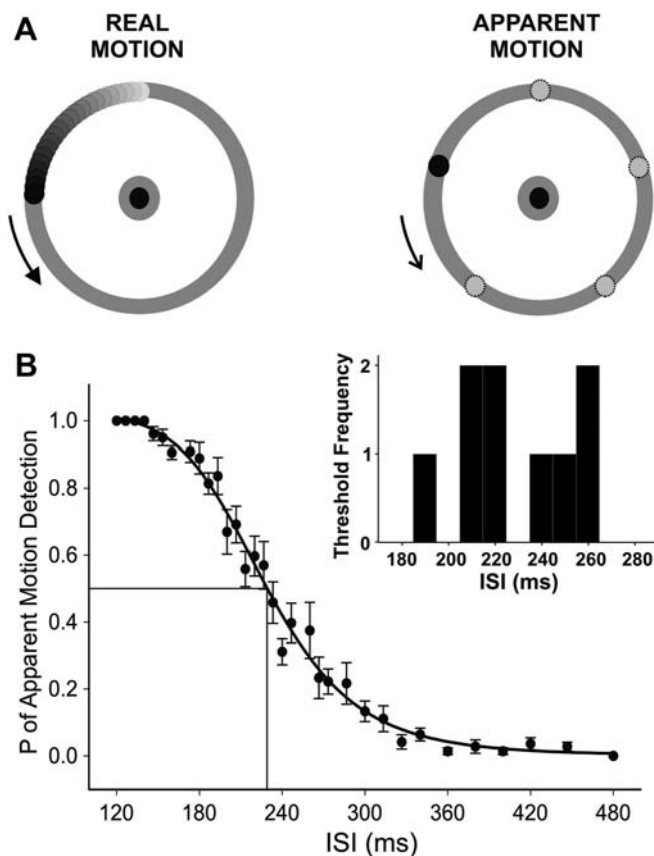 A
REAL
MOTION
APPARENT
MOTION
B
P of Apparent Motion Detection
1.0
0.8
0.6
0.4
0.2
0.0
120 180 240 300 360 420 480
ISI (ms)
Threshold Frequency
2
1
0
180 200 220 240 260 280
ISI (ms)